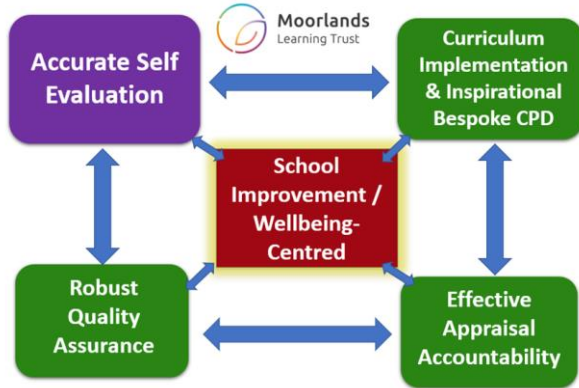 Moorlands
Learning Trust
Accurate Self
Evaluation
Curriculum
Implementation
& Inspirational
Bespoke CPD
School
Improvement /
Wellbeing-
Centred
Robust
Quality
Assurance
Effective
Appraisal
Accountability